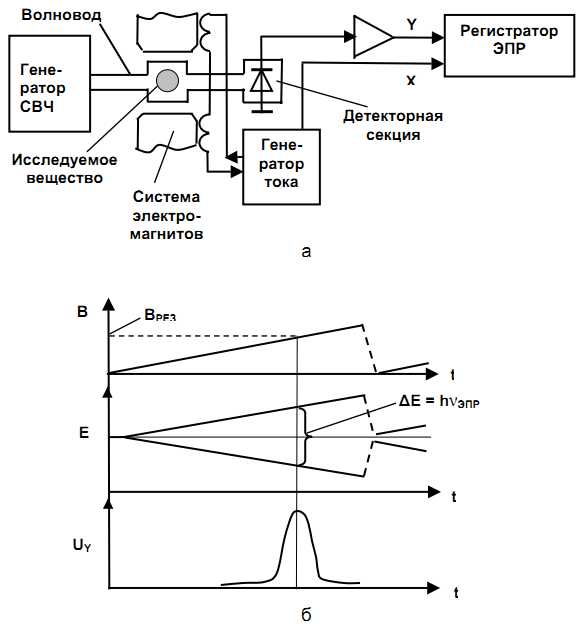 Волновод
Гене-
ратор
СВЧ
Исследуемое
вещество
Система
электро-
магнитов
Гене-
ратор
тока
Детекторная
секция
Y
X
Регистратор
ЭПР
а
B
BРЕЗ
t
E
ΔE = hνЭПР
t
UY
t
б